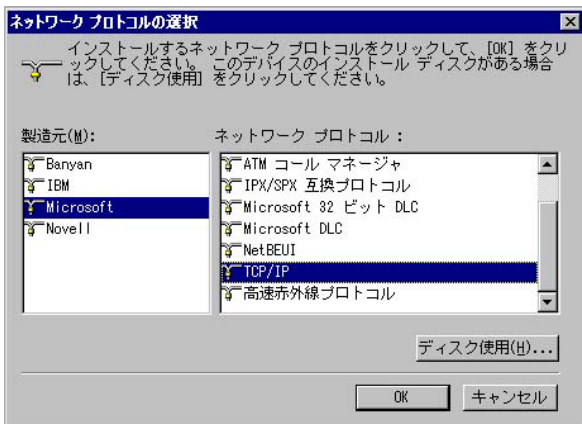 ネットワーク プロトコルの選択
インストールするネットワーク プロトコルをクリックして、[OK] をクリ
ックしてください。 このデバイスのインストール ディスクがある場合
は、[ディスク使用] をクリックしてください。
製造元(M):
Banyan
IBM
Microsoft
Novell
ネットワーク プロトコル :
ATM コール マネージャ
IPX/SPX 互換プロトコル
Microsoft 32 ビット DLC
Microsoft DLC
NetBEUI
TCP/IP
高速赤外線プロトコル
ディスク使用(H)...
OK
キャンセル